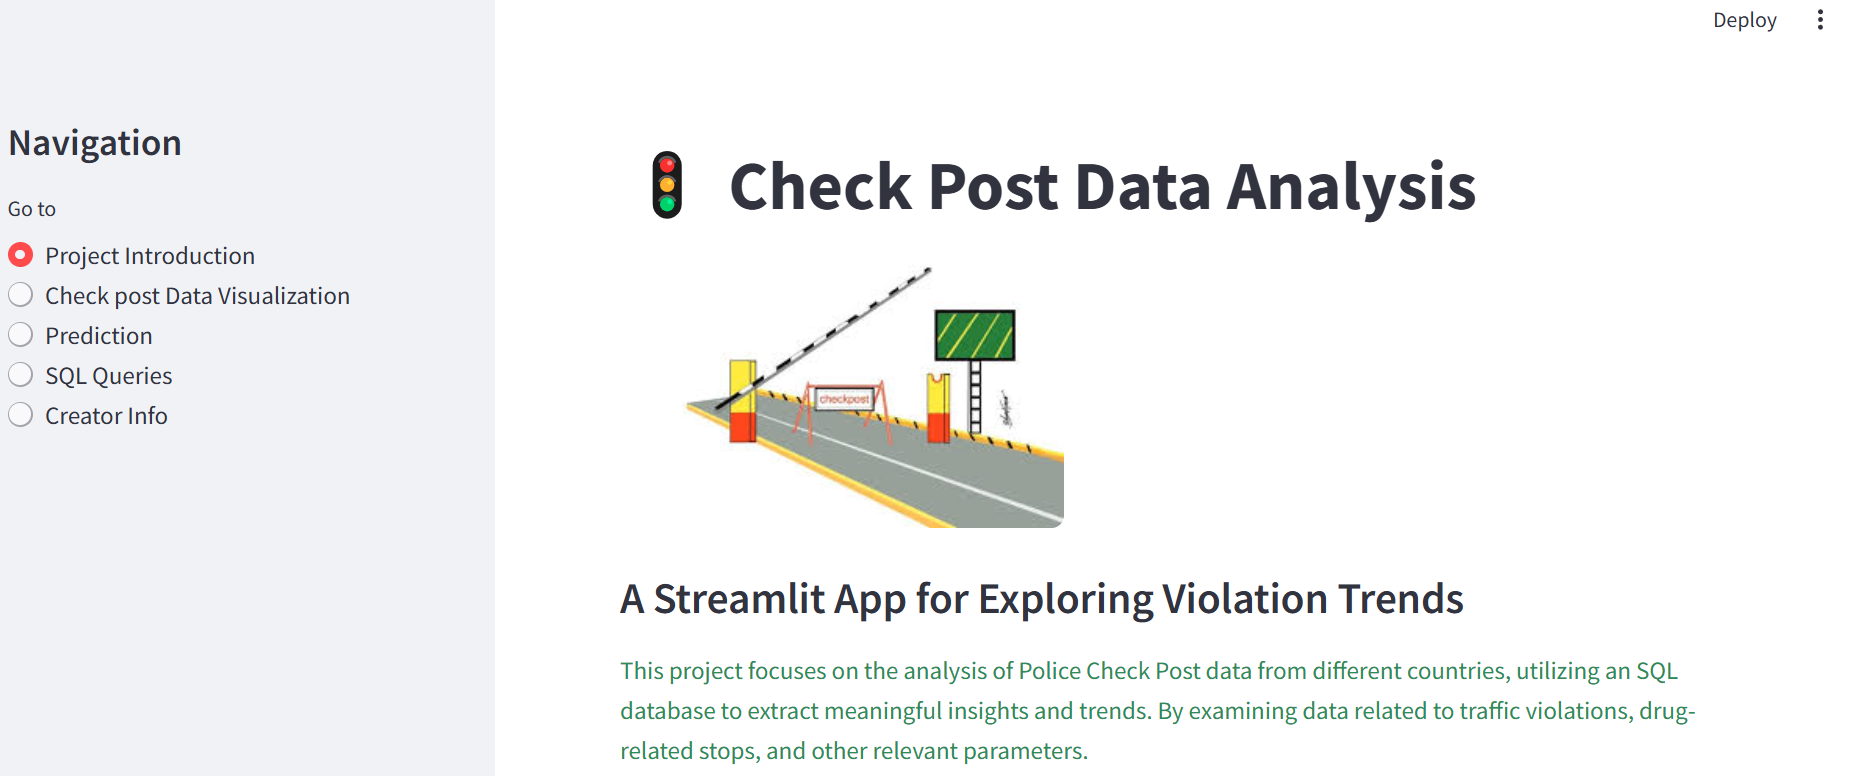 Deploy
Navigation
Go to
Project Introduction
Check post Data Visualization
Prediction
SQL Queries
Creator Info
Check Post Data Analysis
checkpost
A Streamlit App for Exploring Violation Trends
This project focuses on the analysis of Police Check Post data from different countries, utilizing an SQL
database to extract meaningful insights and trends. By examining data related to traffic violations, drug-
related stops, and other relevant parameters.